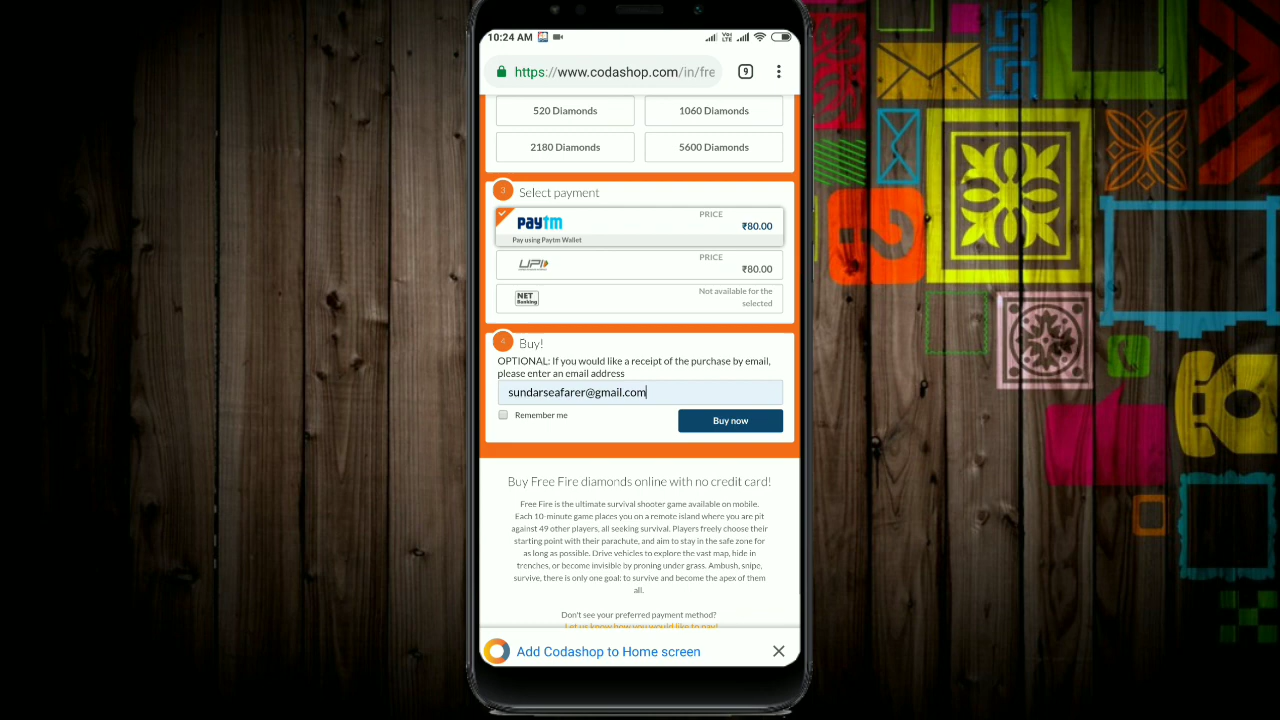 10:24 AM
Vo)
LTE
https://www.codashop.com/in/fre
9
520 Diamonds
1060 Diamonds
2180 Diamonds
5600 Diamonds
3
Select payment
paytm
PRICE
₹80.00
Pay using Paytm Wallet
UPI
PRICE
₹80.00
NET
Banking
Not available for the
selected
4
Buy!
OPTIONAL: If you would like a receipt of the purchase by email,
please enter an email address
sundarseafarer@gmail.com
Remember me
Buy now
Buy Free Fire diamonds online with no credit card!
Free Fire is the ultimate survival shooter game available on mobile.
Each 10-minute game places you on a remote island where you are pit
against 49 other players, all seeking survival. Players freely choose their
starting point with their parachute, and aim to stay in the safe zone for
as long as possible. Drive vehicles to explore the vast map, hide in
trenches, or become invisible by proning under grass. Ambush, snipe,
survive, there is only one goal: to survive and become the apex of them
all.
Don't see your preferred payment method?
Let us know how you would like to pay!
Add Codashop to Home screen